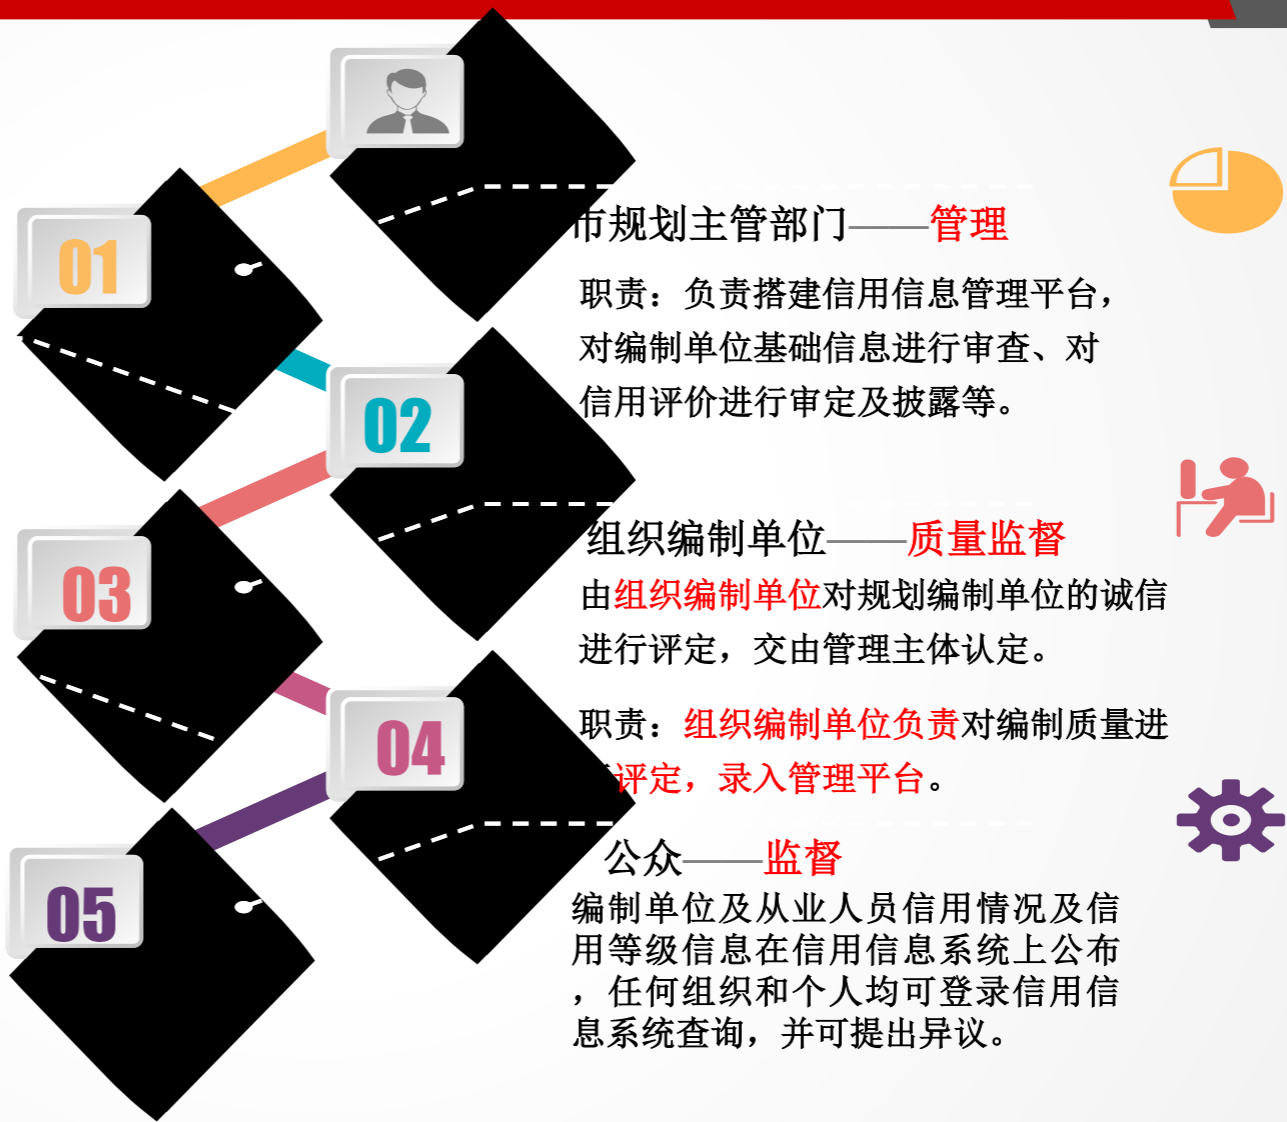 01
市规划主管部门——管理
职责：负责搭建信用信息管理平台，
对编制单位基础信息进行审查、对
信用评价进行审定及披露等。
02
组织编制单位——质量监督
03
由组织编制单位对规划编制单位的诚信
进行评定，交由管理主体认定。
04
职责：组织编制单位负责对编制质量进
评定，录入管理平台。
公众——监督
05
编制单位及从业人员信用情况及信
用等级信息在信用信息系统上公布
，任何组织和个人均可登录信用信
息系统查询，并可提出异议。